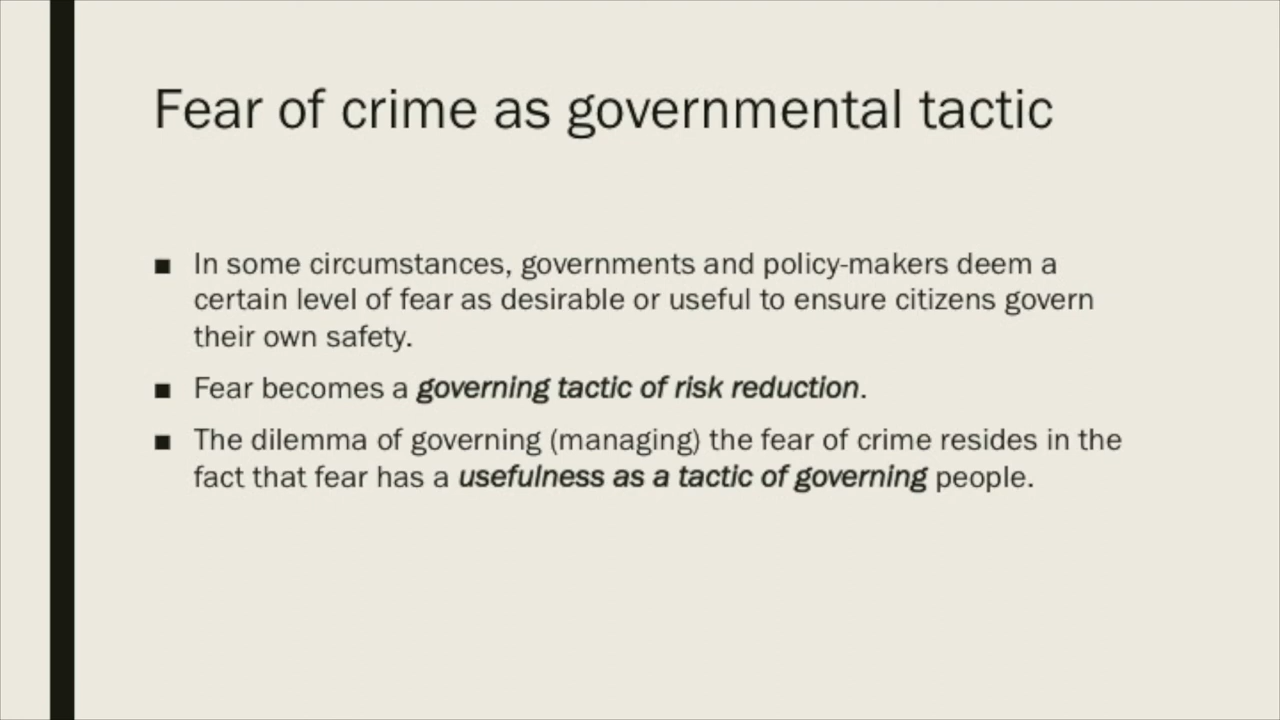 Fear of crime as governmental tactic
■ In some circumstances, governments and policy-makers deem a
certain level of fear as desirable or useful to ensure citizens govern
their own safety.
■ Fear becomes a governing tactic of risk reduction.
■ The dilemma of governing (managing) the fear of crime resides in the
fact that fear has a usefulness as a tactic of governing people.